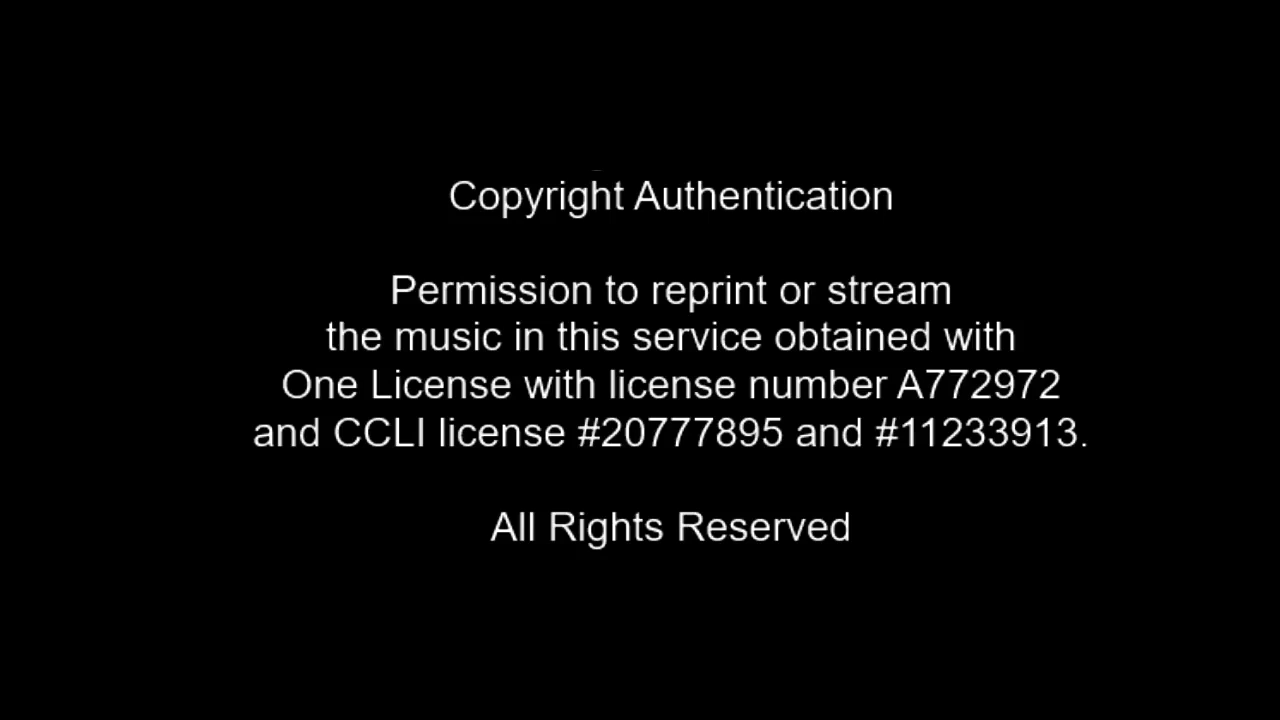 Copyright Authentication
Permission to reprint or stream
the music in this service obtained with
One License with license number A772972
and CCLI license #20777895 and #11233913.
All Rights Reserved